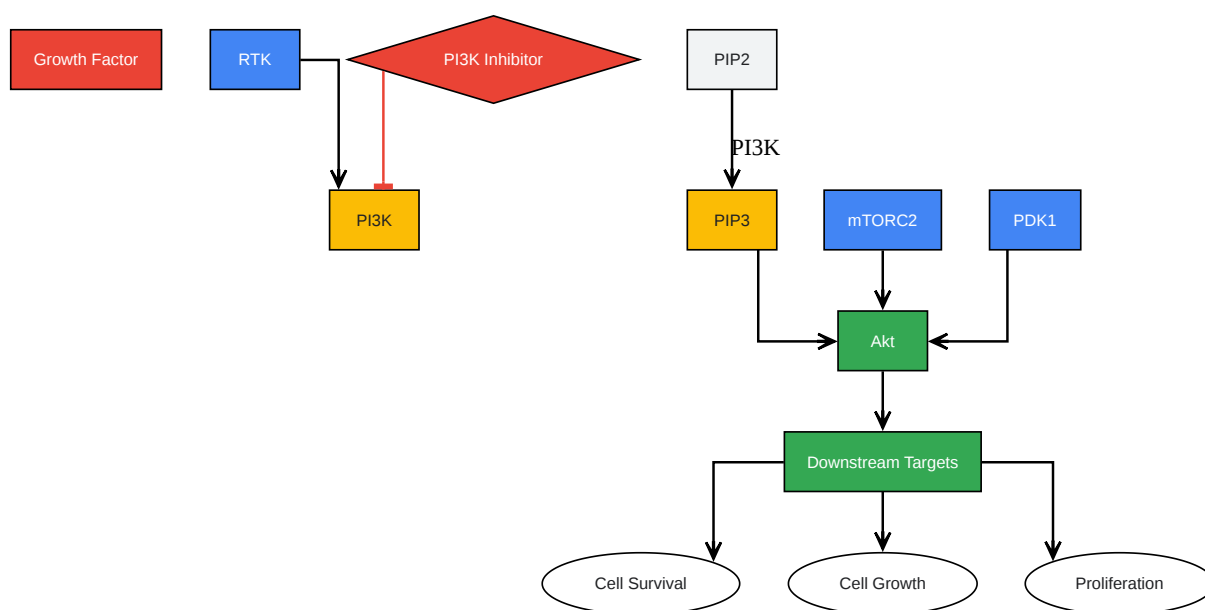 Growth Factor
RTK
PI3K Inhibitor
PIP2
PI3K
PI3K
PIP3
mTORC2
PDK1
Akt
Downstream Targets
Cell Survival
Cell Growth
Proliferation